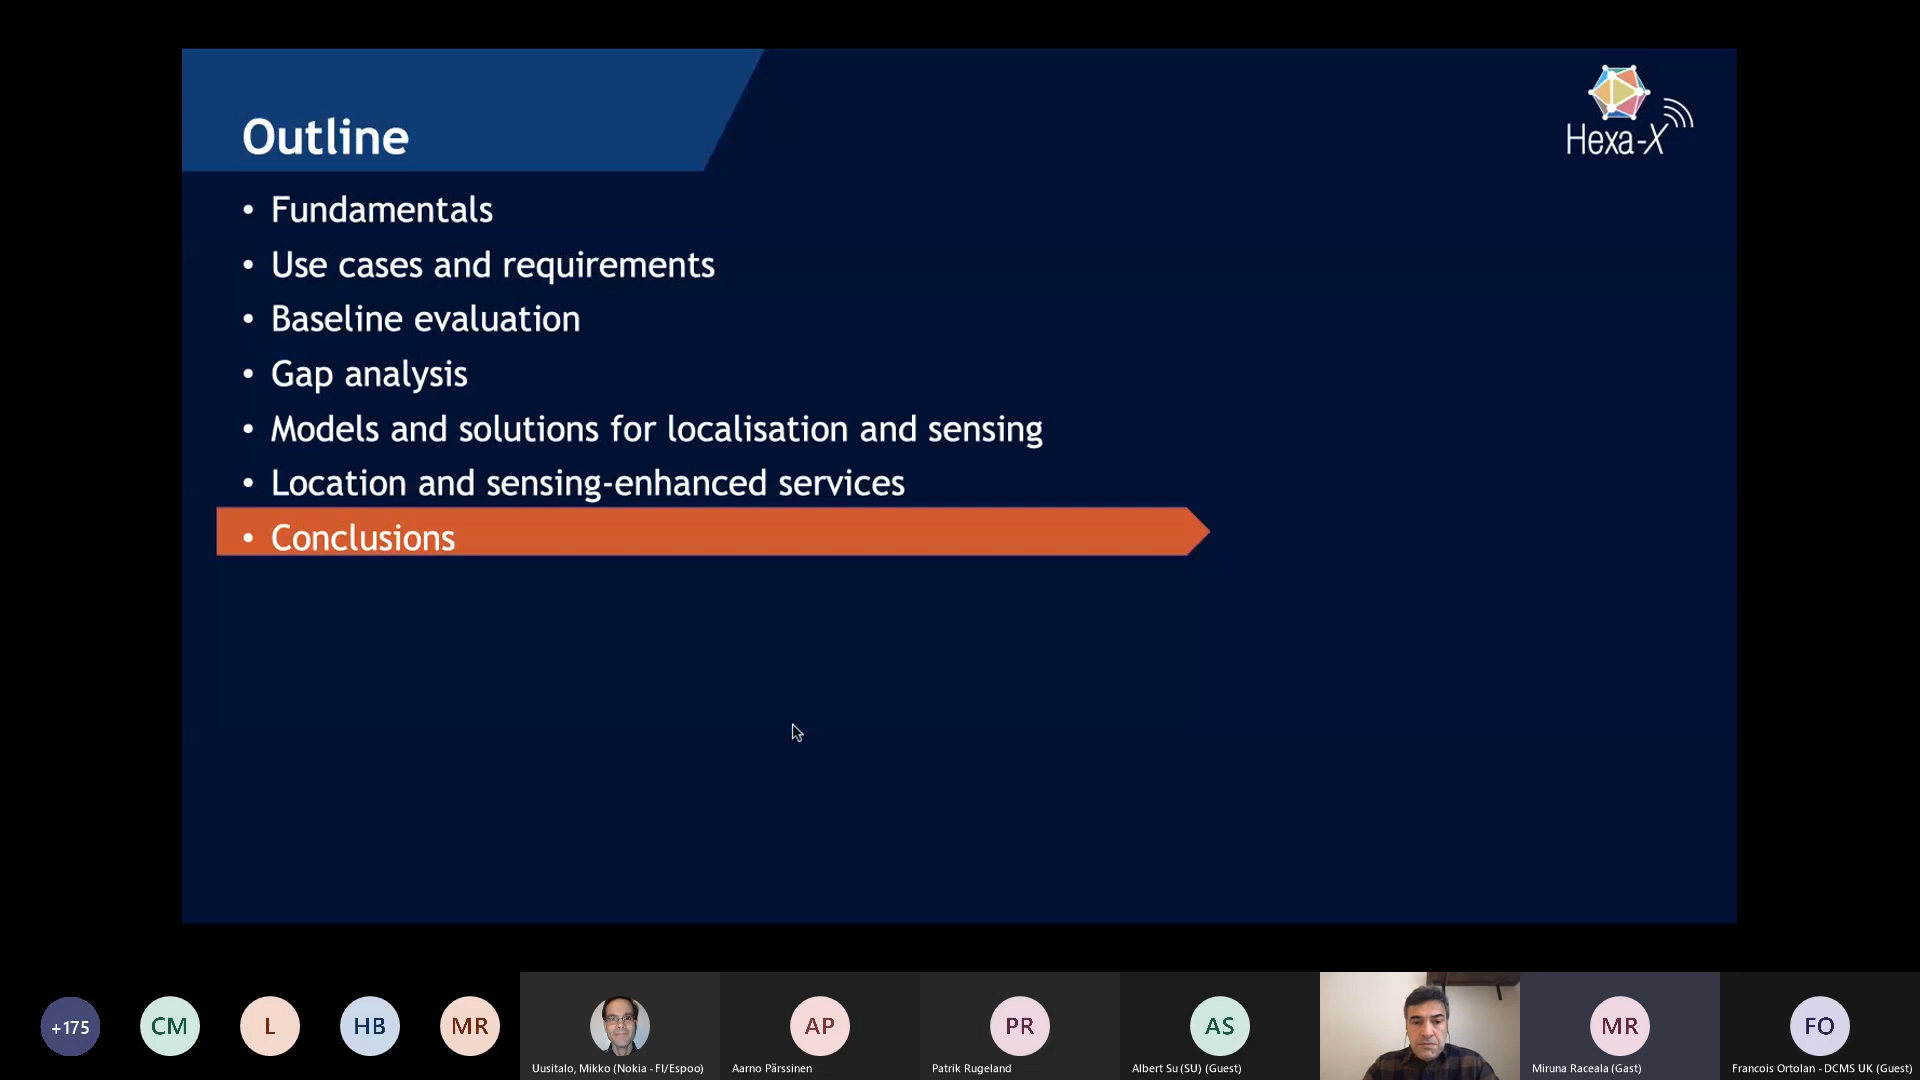 Outline
Hexa-X
• Fundamentals
• Use cases and requirements
• Baseline evaluation
• Gap analysis
• Models and solutions for localisation and sensing
• Location and sensing-enhanced services
• Conclusions
+175
CM
L
HB
MR
AP
PR
AS
MR
FO
Uusitalo, Mikko (Nokia - FI/Espoo)
Aarno Pärssinen
Patrik Rugeland
Albert Su (SU) (Guest)
Miruna Raceala (Gast)
Francois Ortolan - DCMS UK (Guest)